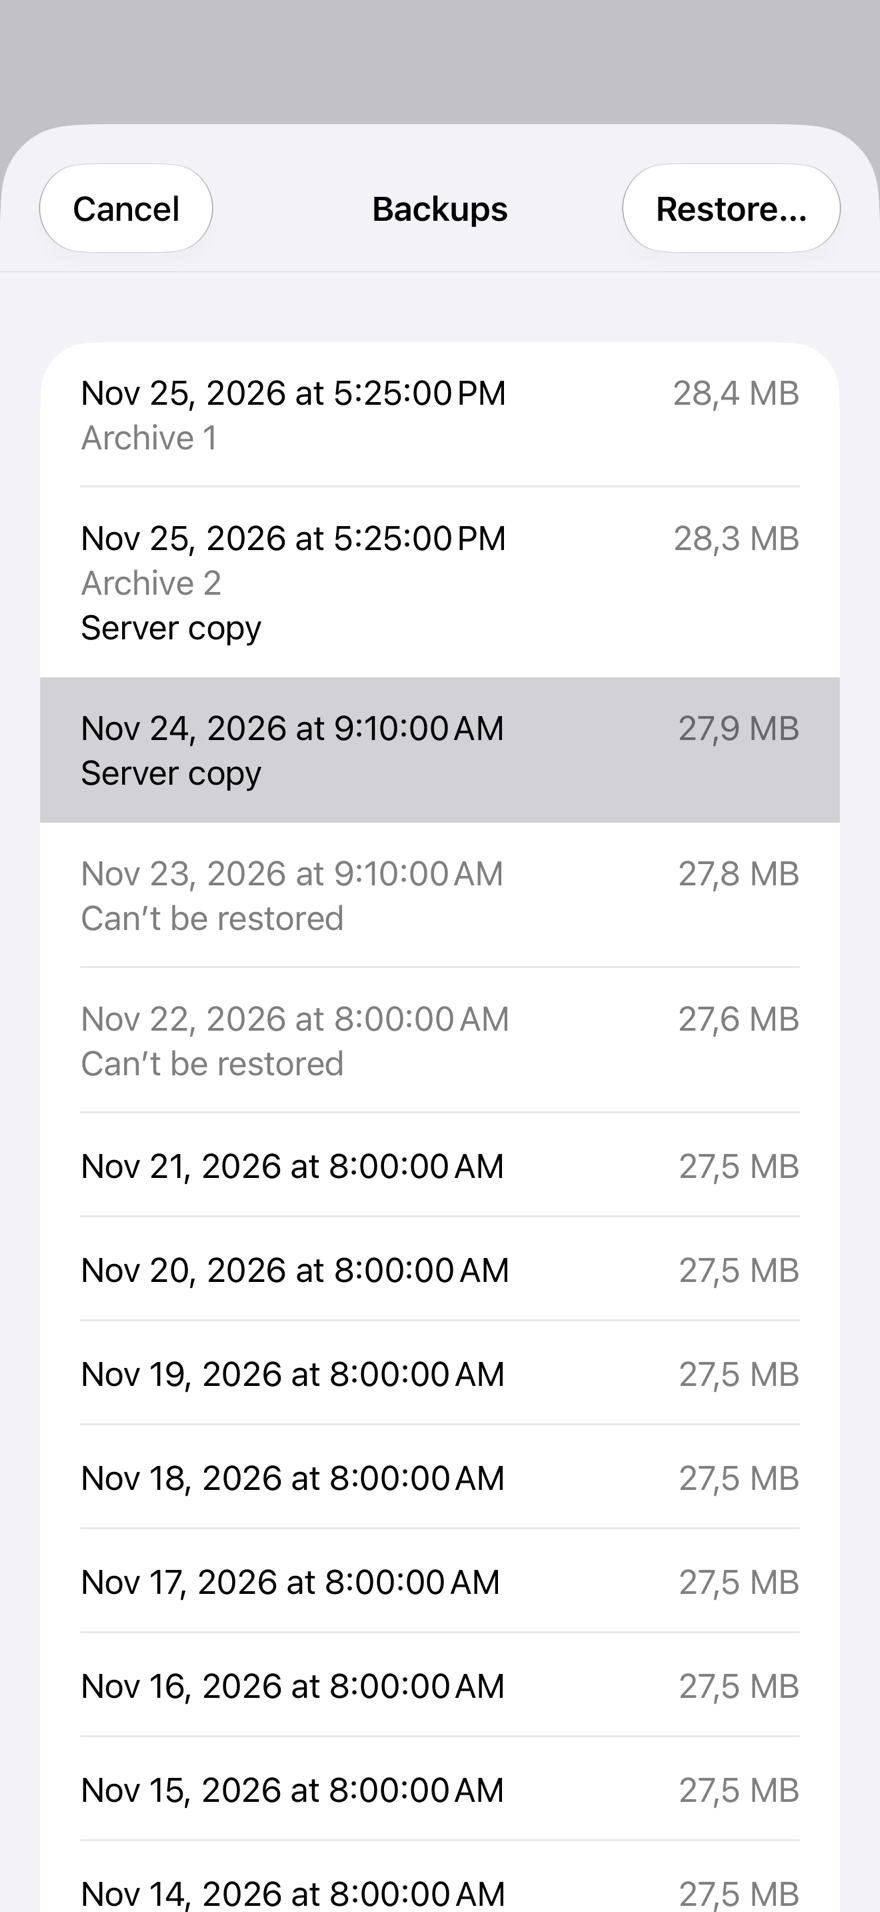 Cancel
Backups
Restore...
Nov 25, 2026 at 5:25:00 PM 28,4 MB
Archive 1
Nov 25, 2026 at 5:25:00 PM 28,3 MB
Archive 2
Server copy
Nov 24, 2026 at 9:10:00 AM 27,9 MB
Server copy
Nov 23, 2026 at 9:10:00 AM 27,8 MB
Can’t be restored
Nov 22, 2026 at 8:00:00 AM 27,6 MB
Can’t be restored
Nov 21, 2026 at 8:00:00 AM 27,5 MB
Nov 20, 2026 at 8:00:00 AM 27,5 MB
Nov 19, 2026 at 8:00:00 AM 27,5 MB
Nov 18, 2026 at 8:00:00 AM 27,5 MB
Nov 17, 2026 at 8:00:00 AM 27,5 MB
Nov 16, 2026 at 8:00:00 AM 27,5 MB
Nov 15, 2026 at 8:00:00 AM 27,5 MB
Nov 14, 2026 at 8:00:00 AM 27,5 MB